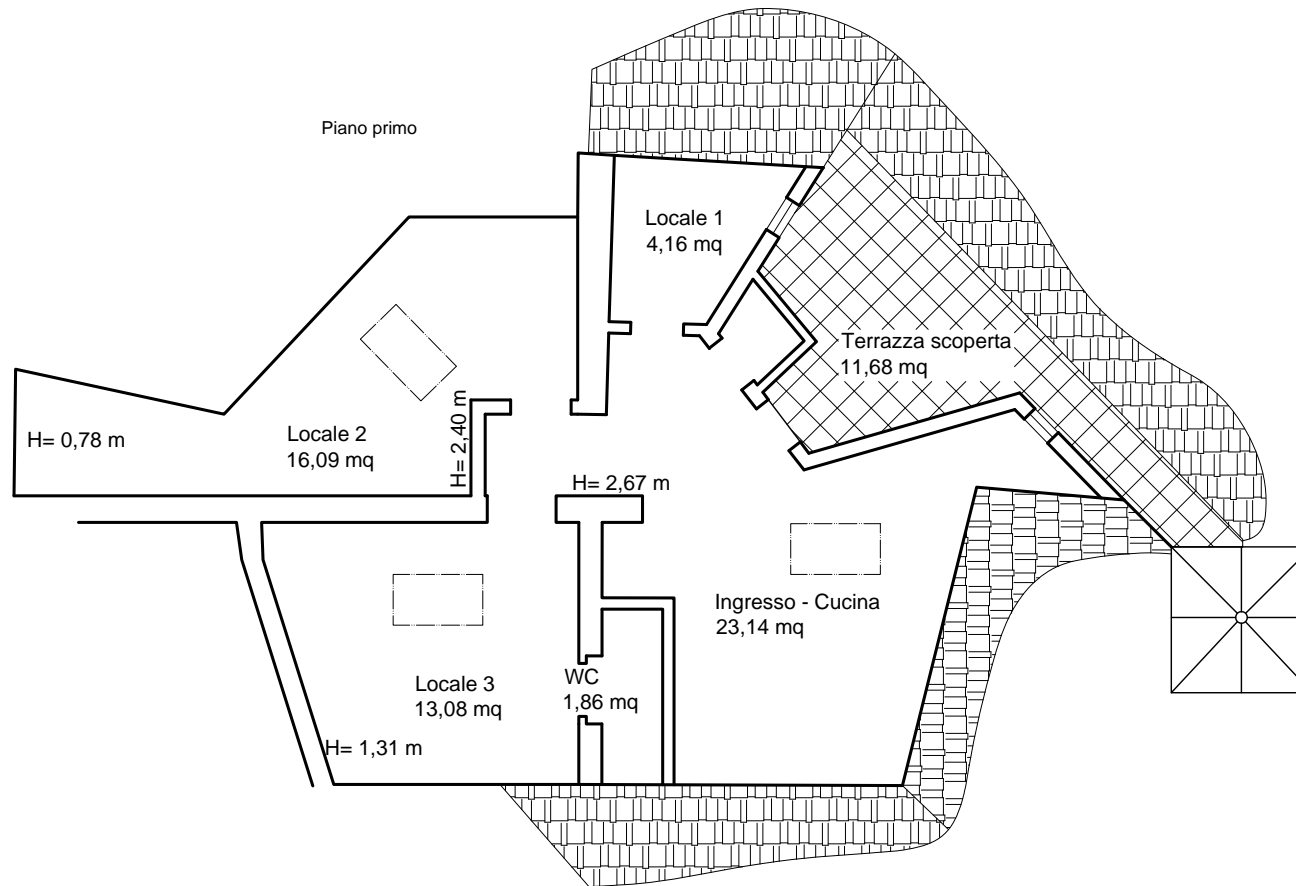 Piano primo
Locale 1
4,16 mq
Terrazza scoperta
11,68 mq
H= 0,78 m
Locale 2
16,09 mq
H= 2,40 m
H= 2,67 m
Ingresso - Cucina
23,14 mq
Locale 3
13,08 mq
WC
1,86 mq
H= 1,31 m